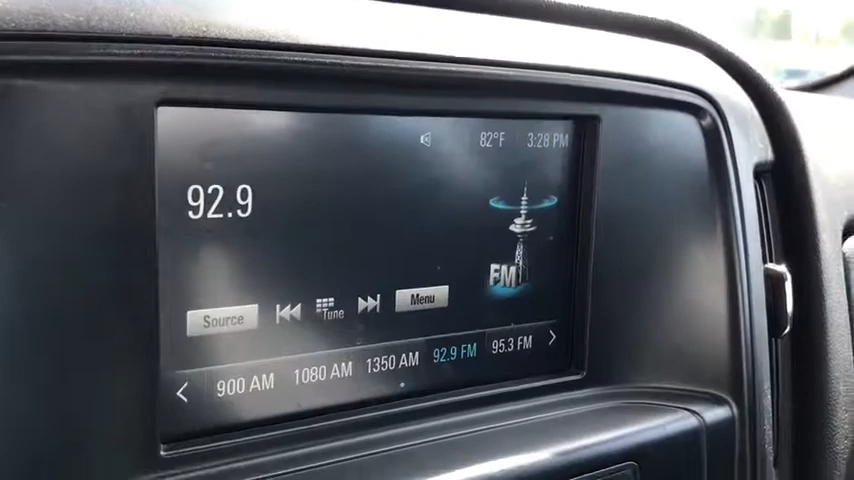 82°F 3:28 PM
92.9
FM
Source Tune Menu
900 AM 1080 AM 1350 AM 92.9 FM 95.3 FM